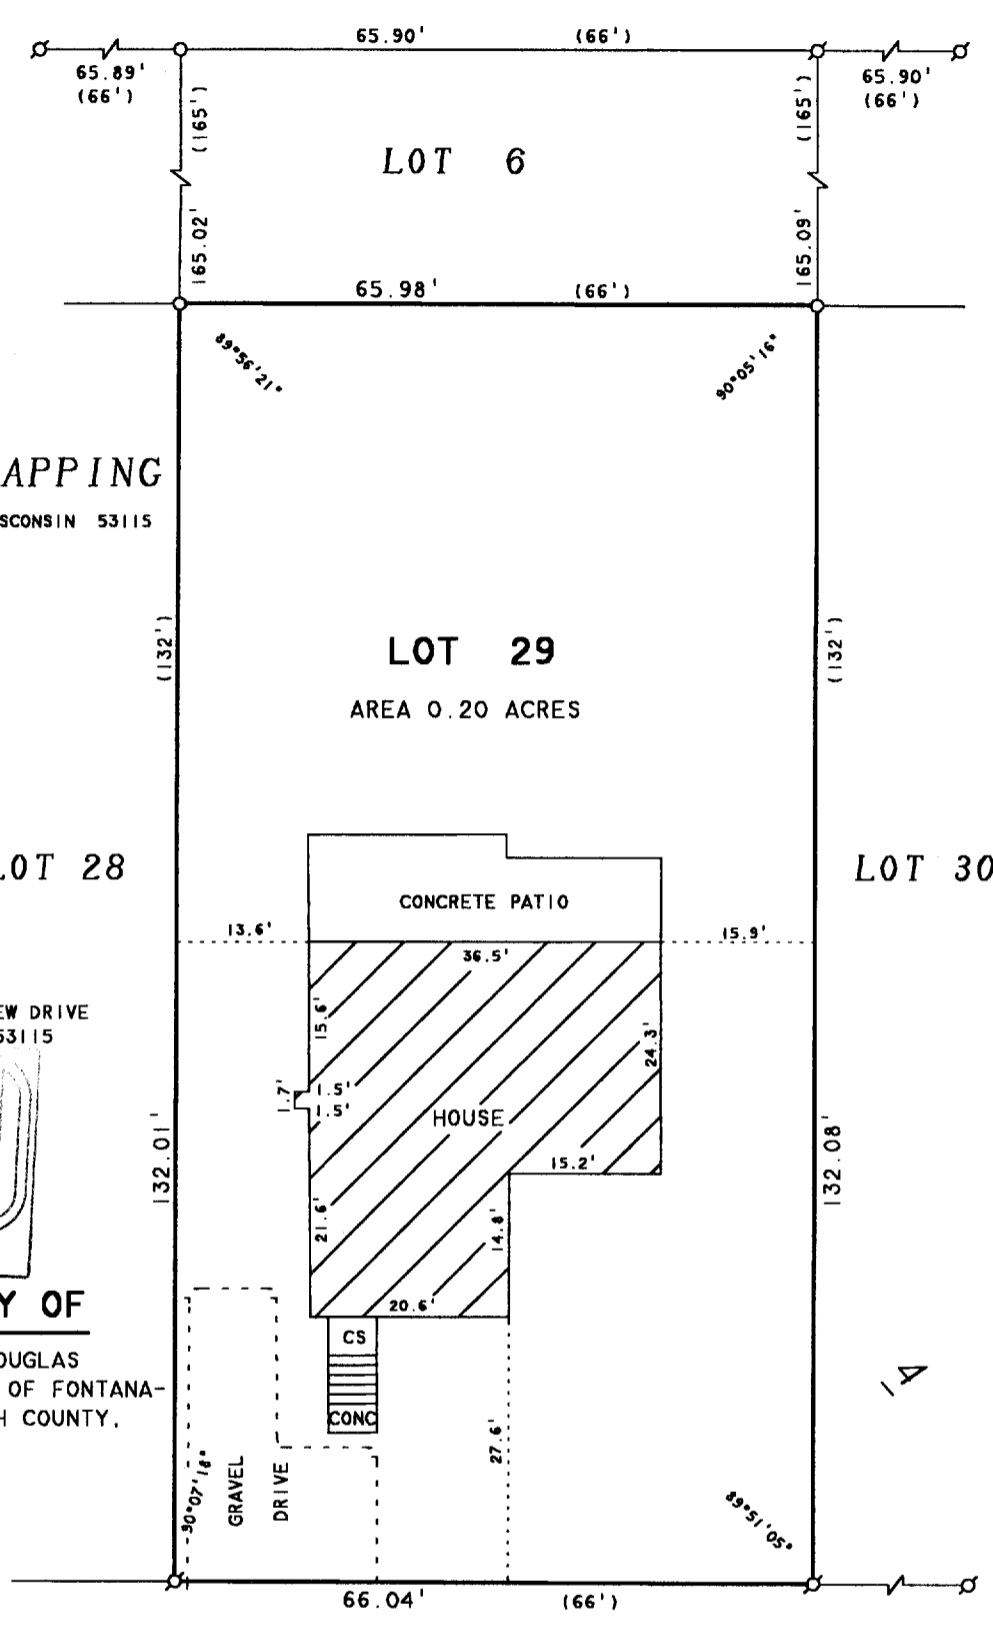 65.90' (66')
65.89'
(66')
65.90'
(66')
(165')
(165')
LOT 6
165.02'
165.09'
65.98' (66')
89°56'21"
90°05'16"
APPING
SCONSIN 53115
(132')
(132')
LOT 29
AREA 0.20 ACRES
OT 28
LOT 30
CONCRETE PATIO
13.6'
15.9'
36.5'
EW DRIVE
53115
15.6'
24.3'
1.7'
1.5'
1.5'
HOUSE
132.01'
132.08'
15.2'
21.6'
14.8'
20.6'
Y OF
CS
OUGLAS
OF FONTANA-
H COUNTY.
CONC
27.6'
90°07'18"
GRAVEL
DRIVE
89°51'05"
66.04' (66')